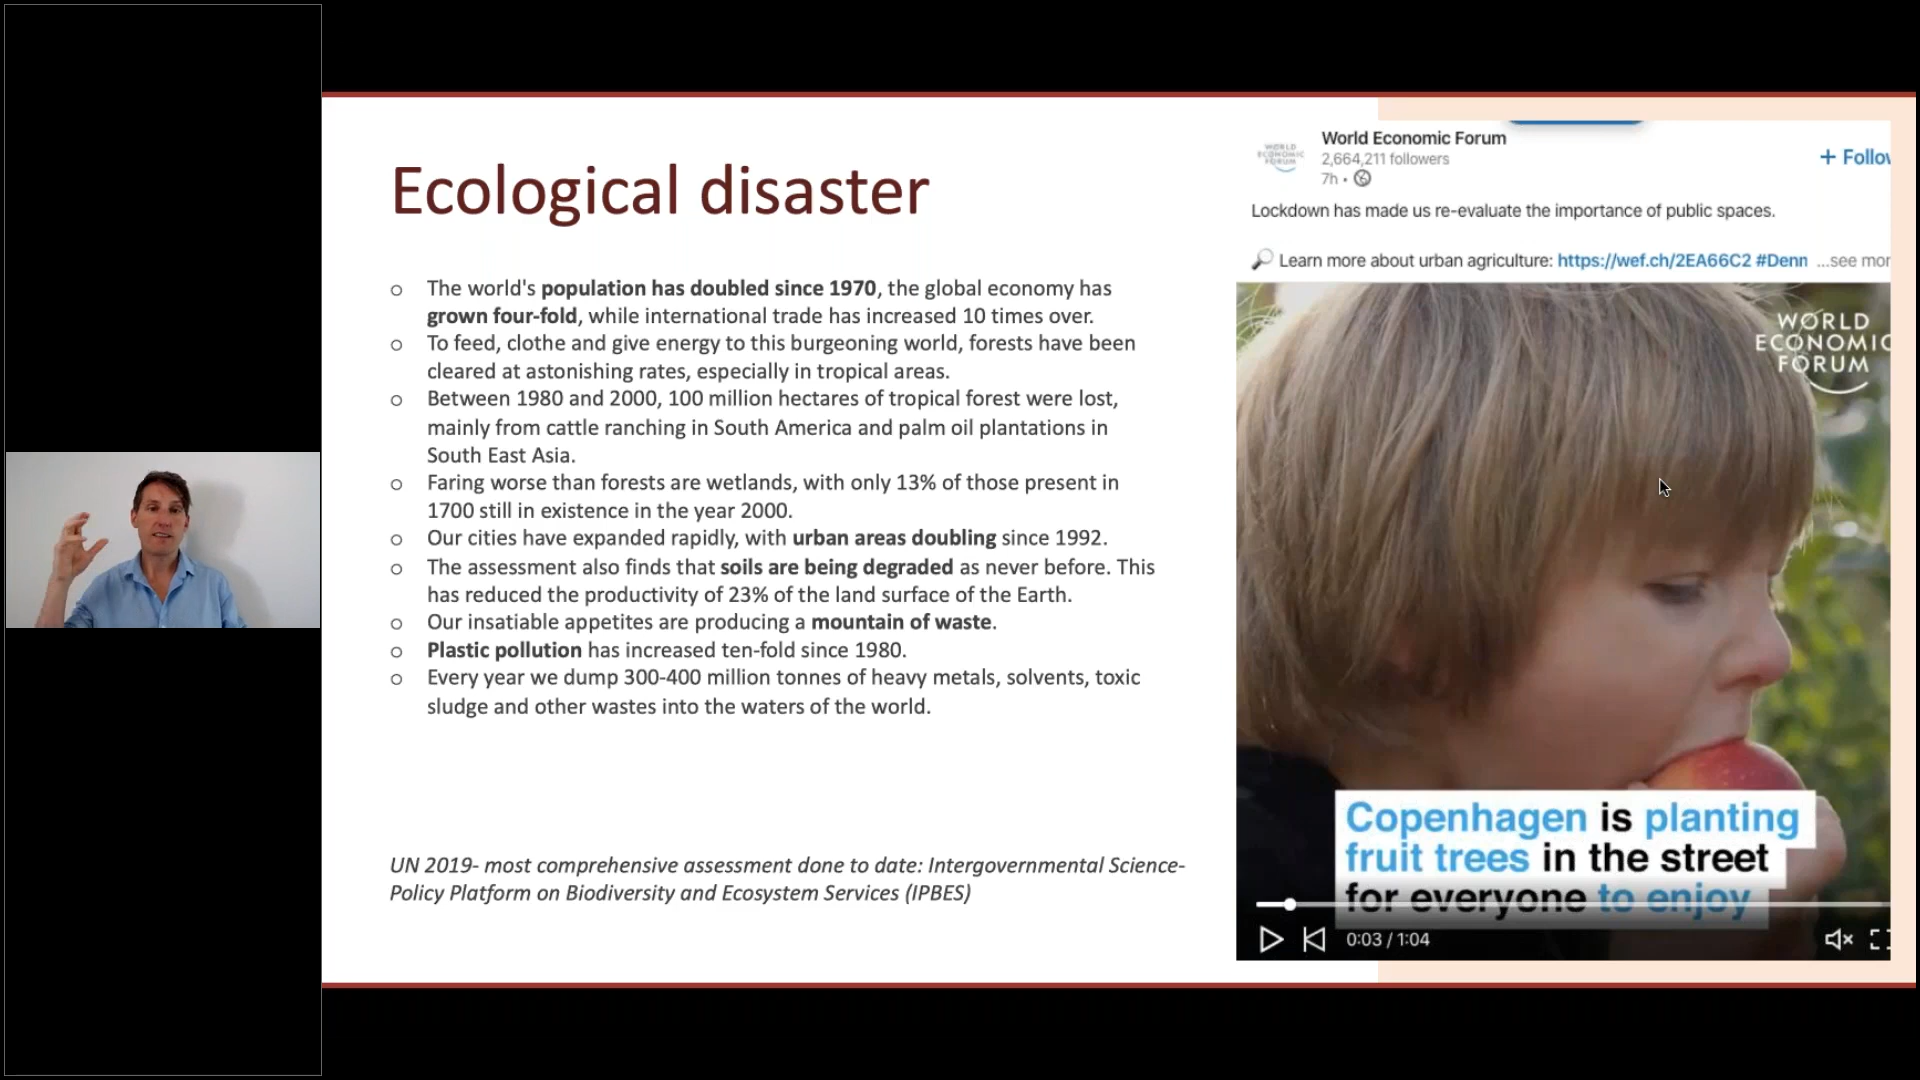 Ecological disaster
o The world's population has doubled since 1970, the global economy has
grown four-fold, while international trade has increased 10 times over.
o To feed, clothe and give energy to this burgeoning world, forests have been
cleared at astonishing rates, especially in tropical areas.
o Between 1980 and 2000, 100 million hectares of tropical forest were lost,
mainly from cattle ranching in South America and palm oil plantations in
South East Asia.
o Faring worse than forests are wetlands, with only 13% of those present in
1700 still in existence in the year 2000.
o Our cities have expanded rapidly, with urban areas doubling since 1992.
o The assessment also finds that soils are being degraded as never before. This
has reduced the productivity of 23% of the land surface of the Earth.
o Our insatiable appetites are producing a mountain of waste.
o Plastic pollution has increased ten-fold since 1980.
o Every year we dump 300-400 million tonnes of heavy metals, solvents, toxic
sludge and other wastes into the waters of the world.
UN 2019- most comprehensive assessment done to date: Intergovernmental Science-
Policy Platform on Biodiversity and Ecosystem Services (IPBES)
WORLD
ECONOMIC
FORUM
World Economic Forum
2,664,211 followers
7h •
+ Follow
Lockdown has made us re-evaluate the importance of public spaces.
Learn more about urban agriculture: https://wef.ch/2EA66C2 #Denn ...see mor
WORLD
ECONOMIC
FORUM
Copenhagen is planting
fruit trees in the street
for everyone to enjoy
0:03 / 1:04